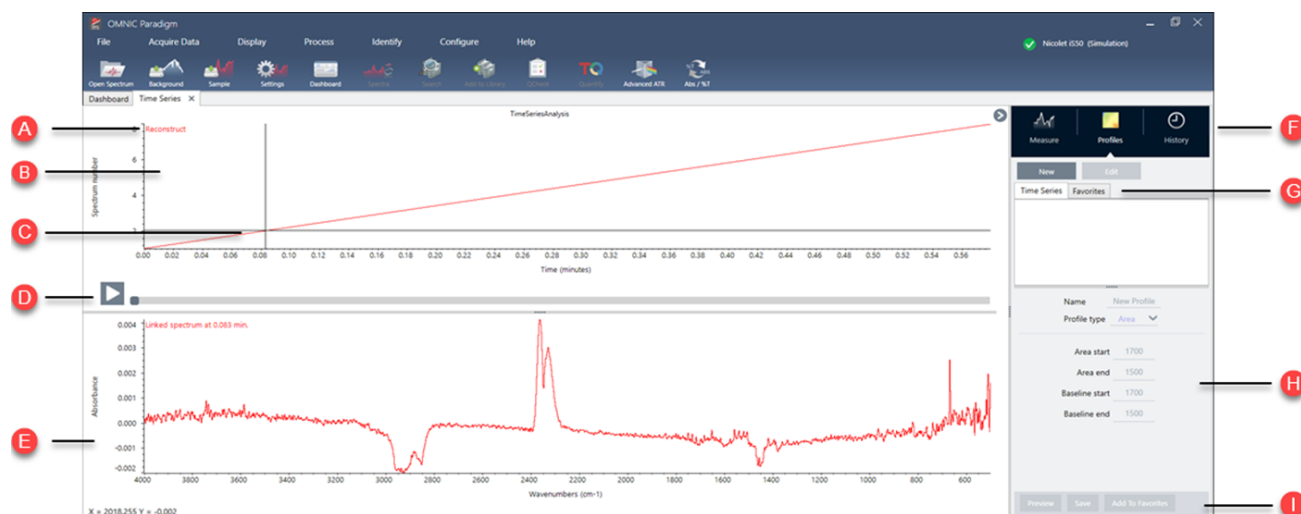 OMNIC Paradigm
File Acquire Data Display Process Identify Configure Help
Nicolet iS50 (Simulation)
Open Spectrum Background Sample Settings Dashboard Spectra Search Add to Library QCheck Quantify Advanced ATR Abs / %T
Dashboard Time Series
TimeSeriesAnalysis
A
Reconstruct
8
6
4
2
Spectrum number
B
C
0.00 0.02 0.04 0.06 0.08 0.10 0.12 0.14 0.16 0.18 0.20 0.22 0.24 0.26 0.28 0.30 0.32 0.34 0.36 0.38 0.40 0.42 0.44 0.46 0.48 0.50 0.52 0.54 0.56
Time (minutes)
D
Linked spectrum at 0.083 min.
0.004
0.003
0.002
0.001
0.000
-0.001
-0.002
Absorbance
E
4000 3800 3600 3400 3200 3000 2800 2600 2400 2200 2000 1800 1600 1400 1200 1000 800 600
Wavenumbers (cm-1)
X = 2018.255 Y = -0.002
Measure Profiles History
F
New Edit
Time Series Favorites
G
Name New Profile
Profile type Area
Area start 1700
Area end 1500
Baseline start 1700
Baseline end 1500
H
Preview Save Add To Favorites
I